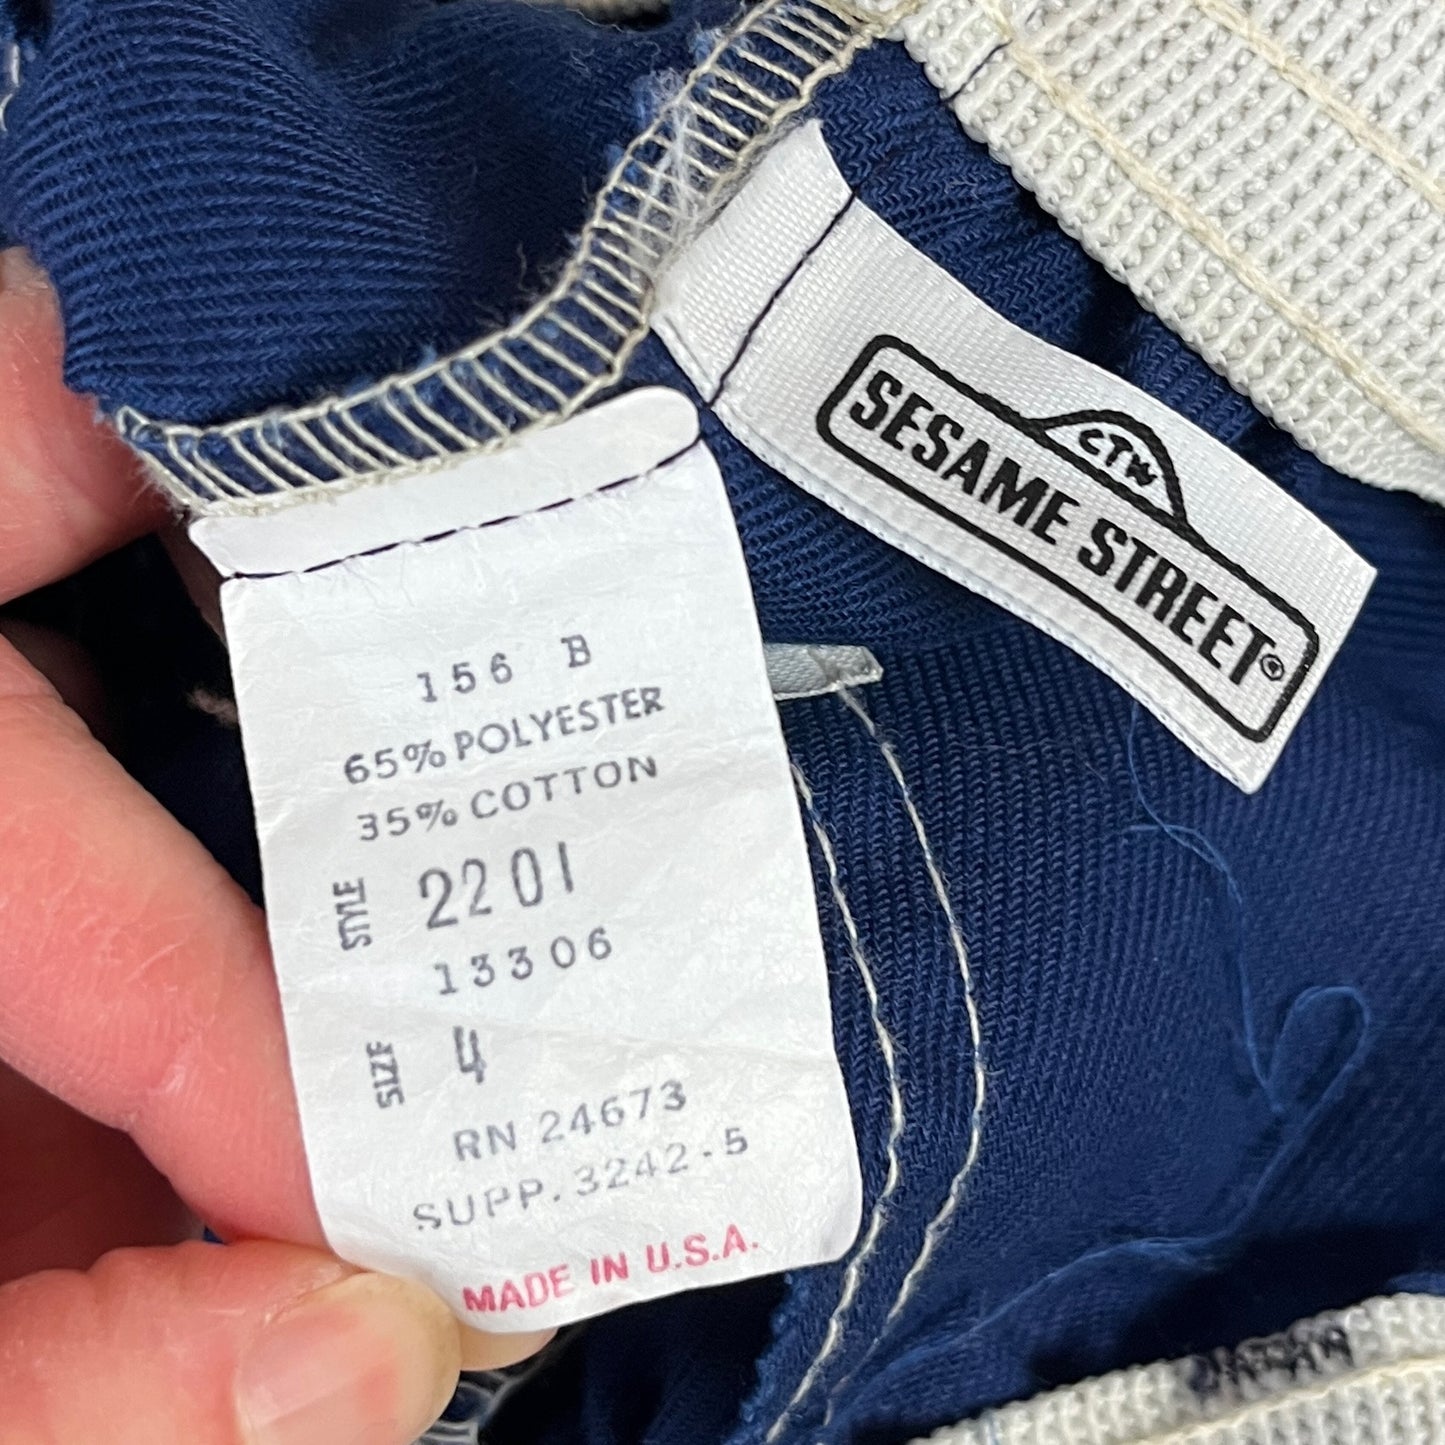 156 B
65% POLYESTER
35% COTTON
STYLE 2201
13306
SIZE 4
RN 24673
SUPP. 3242-5
MADE IN U.S.A.
CTW
SESAME STREET®